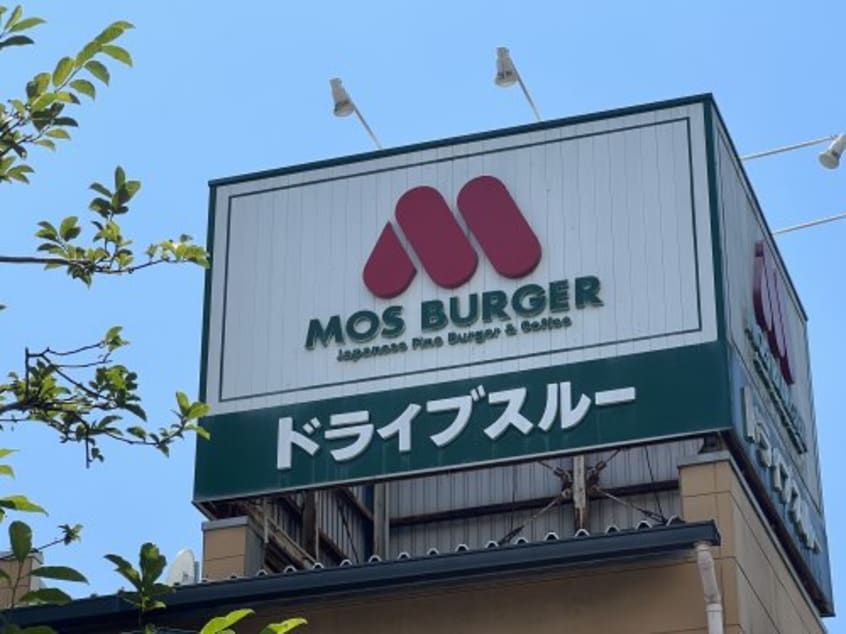 MOS BURGER
Japanese Fine Burger & Coffee
ドライブスルー